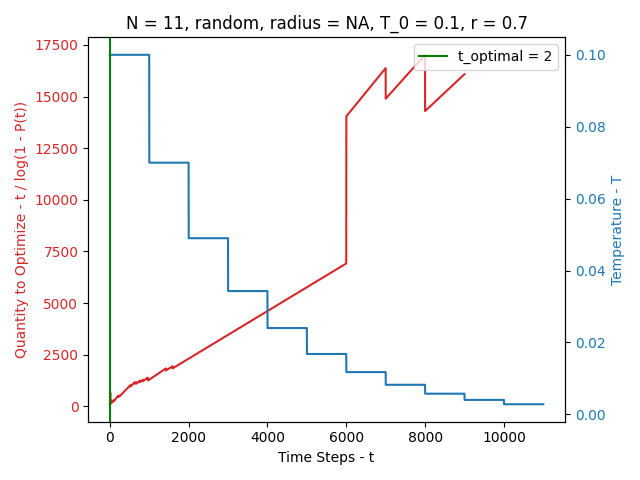 N = 11, random, radius = NA, T_0 = 0.1, r = 0.7
t_optimal = 2
Quantity to Optimize - t / log(1 - P(t))
17500
15000
12500
10000
7500
5000
2500
0
0.10
0.08
0.06
0.04
0.02
0.00
Temperature - T
0 2000 4000 6000 8000 10000
Time Steps - t